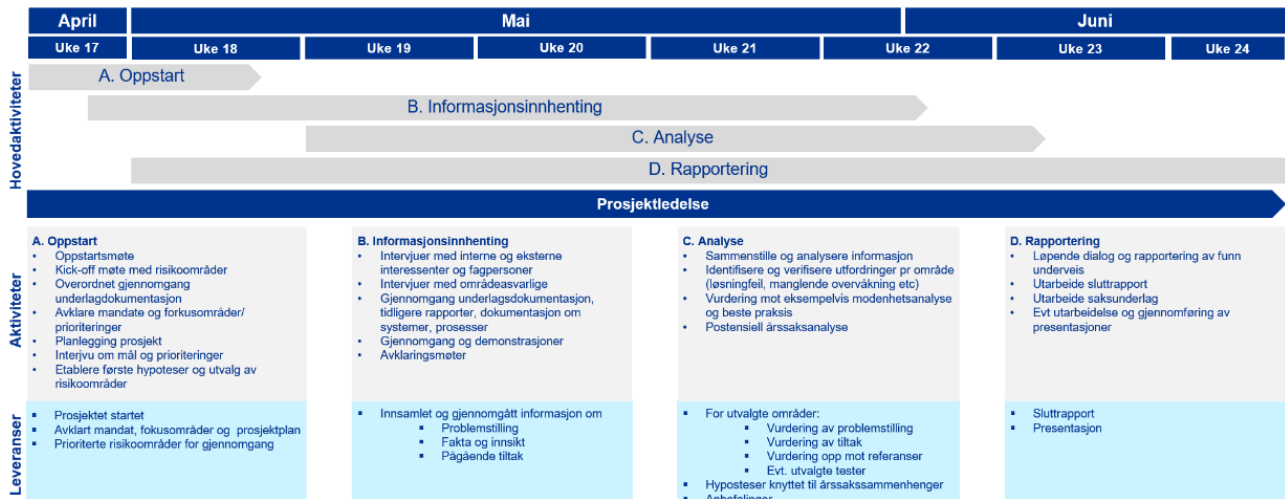 April
Mai
Juni
Uke 17
Uke 18
Uke 19
Uke 20
Uke 21
Uke 22
Uke 23
Uke 24
Hovedaktiviteter
A. Oppstart
B. Informasjonsinnhenting
C. Analyse
D. Rapportering
Prosjektledelse
Aktiviteter
A. Oppstart
• Oppstartsmøte
• Kick-off møte med risikoområder
• Overordnet gjennomgang
underlagdokumentasjon
• Avklare mandate og forkusområder/
prioriteringer
• Planlegging prosjekt
• Interjvu om mål og prioriteringer
• Etablere første hypoteser og utvalg av
risikoområder
B. Informasjonsinnhenting
• Intervjuer med interne og eksterne
interessenter og fagpersoner
• Intervjuer med områdeasvarlige
• Gjennomgang underlagsdokumentasjon,
tidligere rapporter, dokumentasjon om
systemer, prosesser
• Gjennomgang og demonstrasjoner
• Avklaringsmøter
C. Analyse
• Sammenstille og analysere informasjon
• Identifisere og verifisere utfordringer pr område
(løsningfeil, manglende overvåkning etc)
• Vurdering mot eksempelvis modenhetsanalyse
og beste praksis
• Postensiell årssaksanalyse
D. Rapportering
• Løpende dialog og rapportering av funn
underveis
• Utarbeide sluttrapport
• Utarbeide saksunderlag
• Evt utarbeidelse og gjennomføring av
presentasjoner
Leveranser
▪ Prosjektet startet
▪ Avklart mandat, fokusområder og prosjektplan
▪ Prioriterte risikoområder for gjennomgang
▪ Innsamlet og gjennomgått informasjon om
▪ Problemstilling
▪ Fakta og innsikt
▪ Pågående tiltak
▪ For utvalgte områder:
▪ Vurdering av problemstilling
▪ Vurdering av tiltak
▪ Vurdering opp mot referanser
▪ Evt. utvalgte tester
▪ Hyposteser knyttet til årssakssammenhenger
▪ Anbefalinger
▪ Sluttrapport
▪ Presentasjon